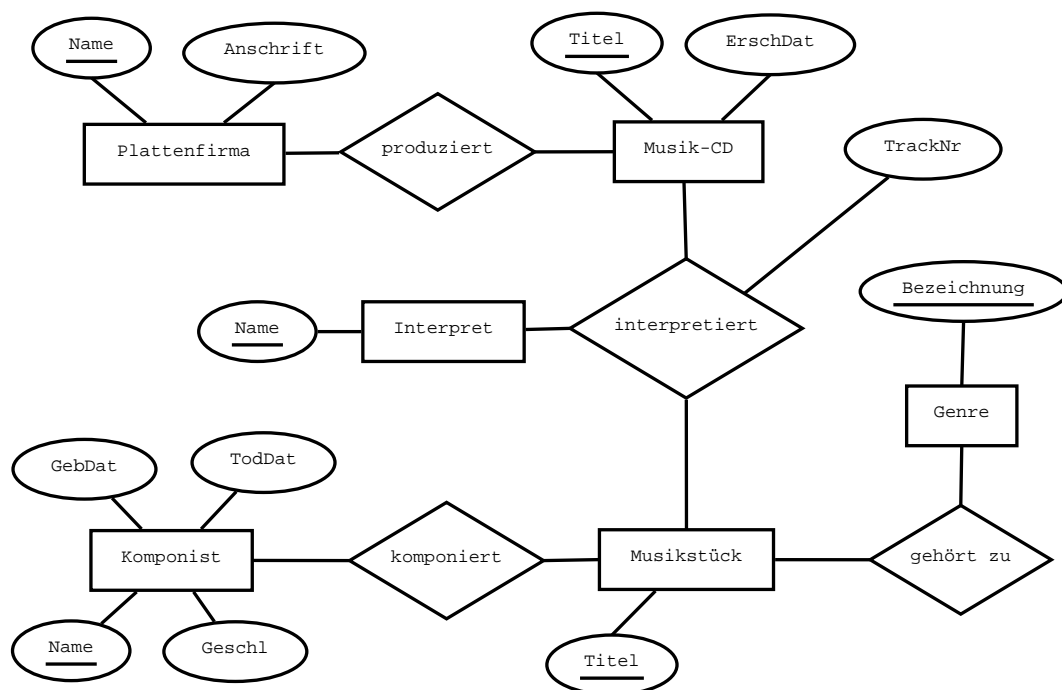 Name
Anschrift
Titel
ErschDat
Plattenfirma
produziert
Musik-CD
TrackNr
Bezeichnung
Name
Interpret
interpretiert
Genre
GebDat
TodDat
Komponist
komponiert
Musikstück
gehört zu
Name
Geschl
Titel